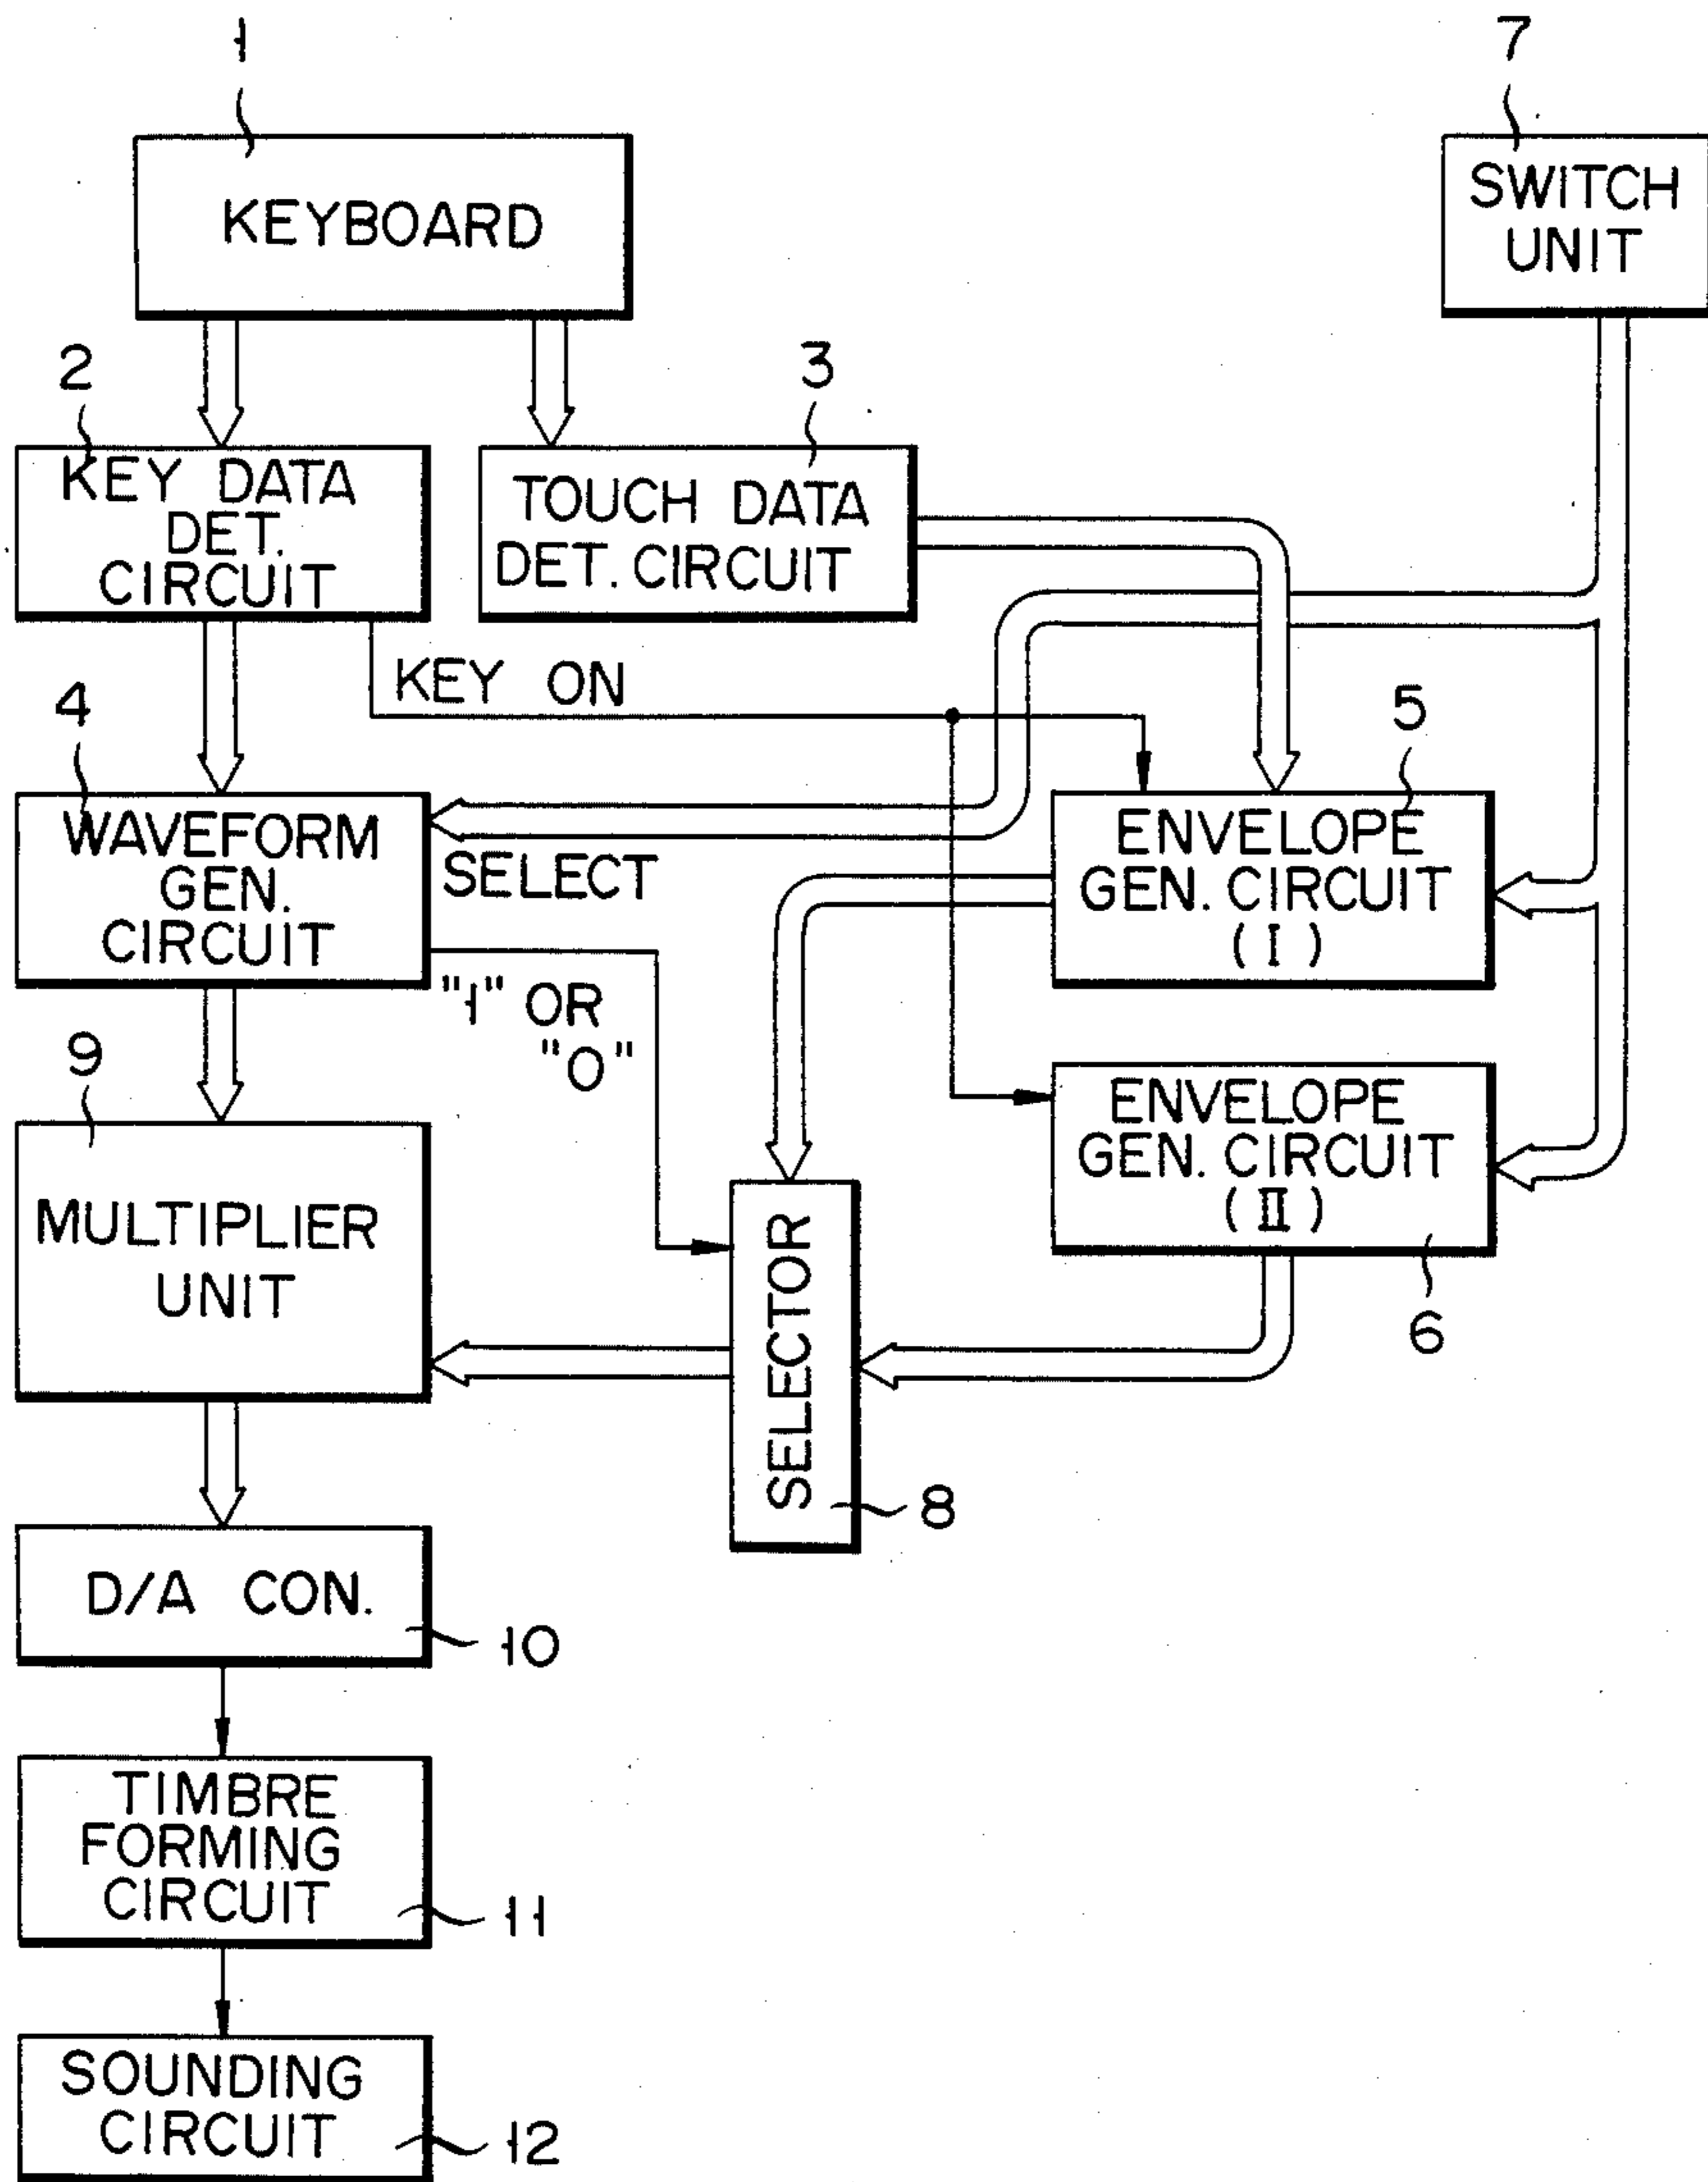 1
7
KEYBOARD
SWITCH
UNIT
2
3
KEY DATA
DET.
CIRCUIT
TOUCH DATA
DET. CIRCUIT
KEY ON
4
5
WAVEFORM
GEN.
CIRCUIT
SELECT
ENVELOPE
GEN. CIRCUIT
(I)
"1" OR
"0"
9
ENVELOPE
GEN. CIRCUIT
(II)
6
MULTIPLIER
UNIT
SELECTOR
8
D/A CON.
10
TIMBRE
FORMING
CIRCUIT
11
SOUNDING
CIRCUIT
12